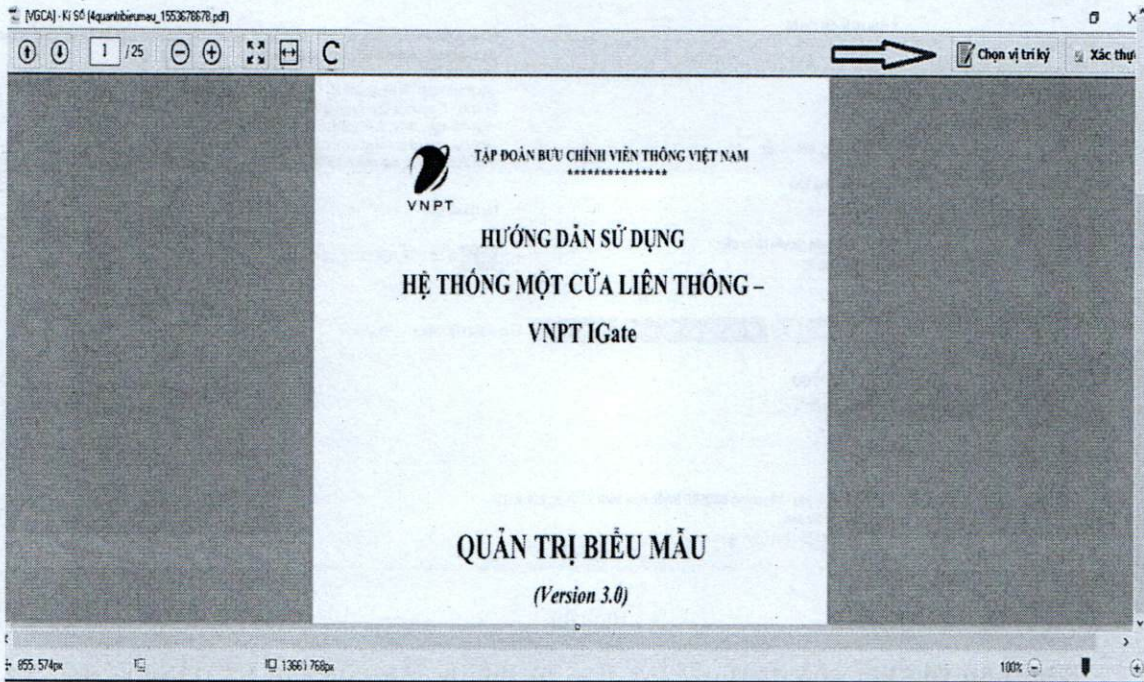 [VGCA] - Kí Số (4quantribieumau_1553678678.pdf)
1 /25
Chọn vị trí ký
Xác thự
TẬP ĐOÀN BƯU CHÍNH VIỄN THÔNG VIỆT NAM
***************
VNPT
HƯỚNG DẪN SỬ DỤNG
HỆ THỐNG MỘT CỬA LIÊN THÔNG –
VNPT IGate
QUẢN TRỊ BIỂU MẪU
(Version 3.0)
855, 574px
1366 | 768px
100%